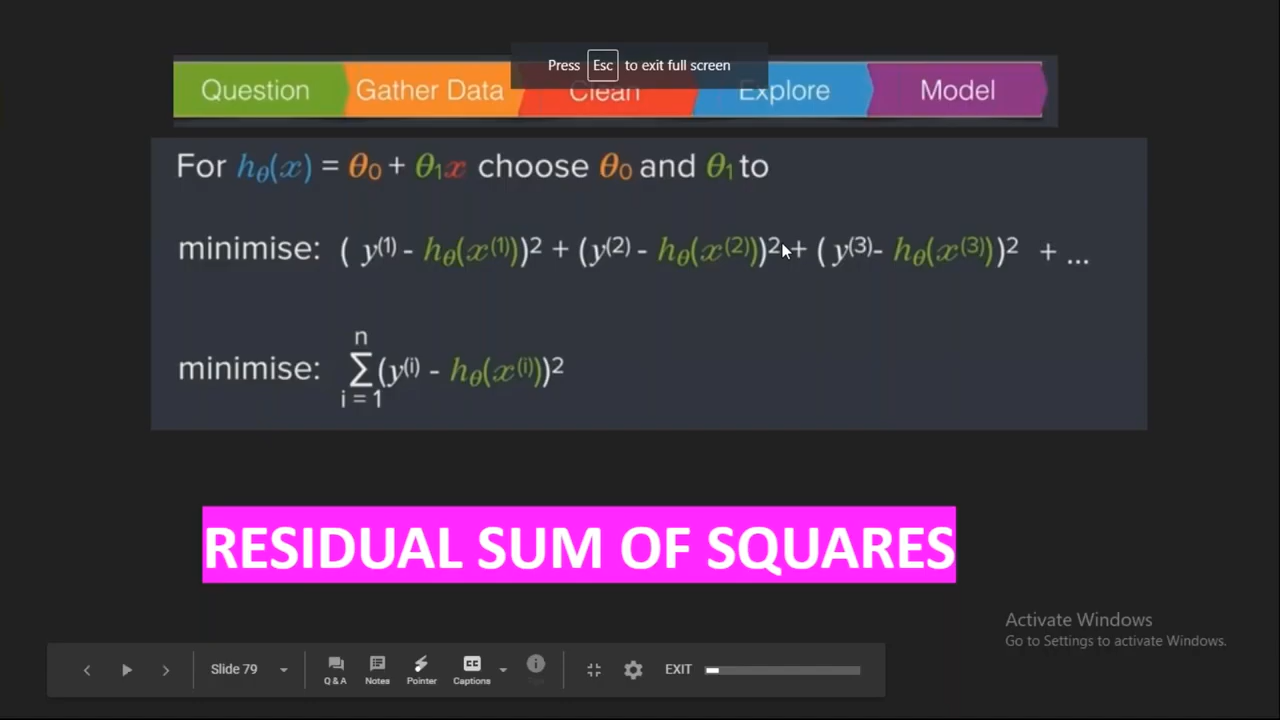 Press Esc to exit full screen
Question Gather Data Clean Explore Model
For hθ(x) = θ₀ + θ₁x choose θ₀ and θ₁ to
minimise: ( y⁽¹⁾ - hθ(x⁽¹⁾))² + (y⁽²⁾ - hθ(x⁽²⁾))² + ( y⁽³⁾- hθ(x⁽³⁾))² + ...
n
minimise: Σ(y⁽ⁱ⁾ - hθ(x⁽ⁱ⁾))²
i = 1
RESIDUAL SUM OF SQUARES
Activate Windows
Go to Settings to activate Windows.
Slide 79 EXIT
Q & A Notes Pointer Captions